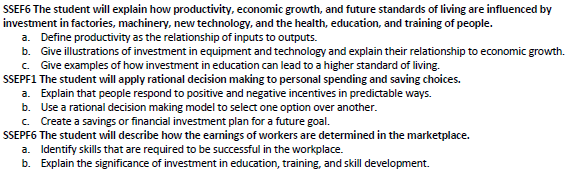 SSEF6 The student will explain how productivity, economic growth, and future standards of living are influenced by
investment in factories, machinery, new technology, and the health, education, and training of people.
a. Define productivity as the relationship of inputs to outputs.
b. Give illustrations of investment in equipment and technology and explain their relationship to economic growth.
c. Give examples of how investment in education can lead to a higher standard of living.
SSEPF1 The student will apply rational decision making to personal spending and saving choices.
a. Explain that people respond to positive and negative incentives in predictable ways.
b. Use a rational decision making model to select one option over another.
c. Create a savings or financial investment plan for a future goal.
SSEPF6 The student will describe how the earnings of workers are determined in the marketplace.
a. Identify skills that are required to be successful in the workplace.
b. Explain the significance of investment in education, training, and skill development.